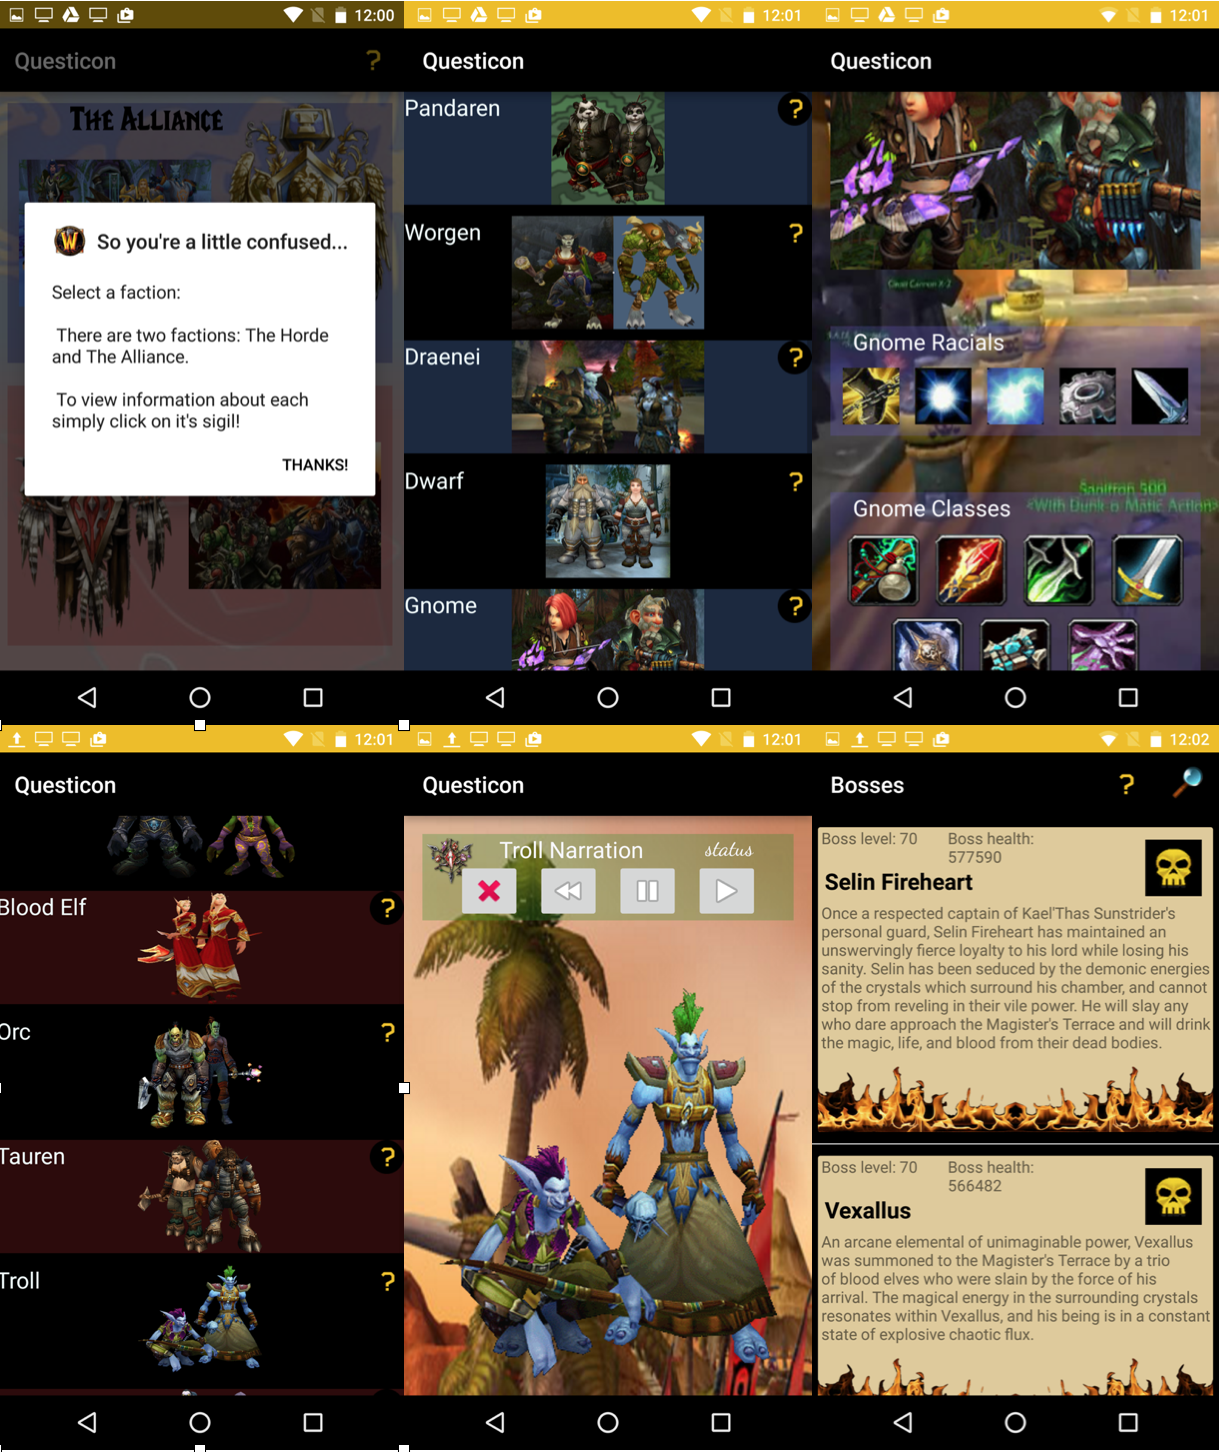 12:00
Questicon
?
The Alliance
W
So you're a little confused...
Select a faction:
There are two factions: The Horde
and The Alliance.
To view information about each
simply click on it's sigil!
THANKS!
12:01
Questicon
Pandaren
?
Worgen
?
Draenei
?
Dwarf
?
Gnome
?
12:01
Questicon
Gnome Racials
Sanitron 500
Gnome Classes
12:01
Questicon
Blood Elf
?
Orc
?
Tauren
?
Troll
?
12:01
Questicon
Troll Narration
status
12:02
Bosses
?
Boss level: 70
Boss health:
577590
Selin Fireheart
Once a respected captain of Kael'Thas Sunstrider's
personal guard, Selin Fireheart has maintained an
unswervingly fierce loyalty to his lord while losing his
sanity. Selin has been seduced by the demonic energies
of the crystals which surround his chamber, and cannot
stop from reveling in their vile power. He will slay any
who dare approach the Magister's Terrace and will drink
the magic, life, and blood from their dead bodies.
Boss level: 70
Boss health:
566482
Vexallus
An arcane elemental of unimaginable power, Vexallus
was summoned to the Magister's Terrace by a trio
of blood elves who were slain by the force of his
arrival. The magical energy in the surrounding crystals
resonates within Vexallus, and his being is in a constant
state of explosive chaotic flux.